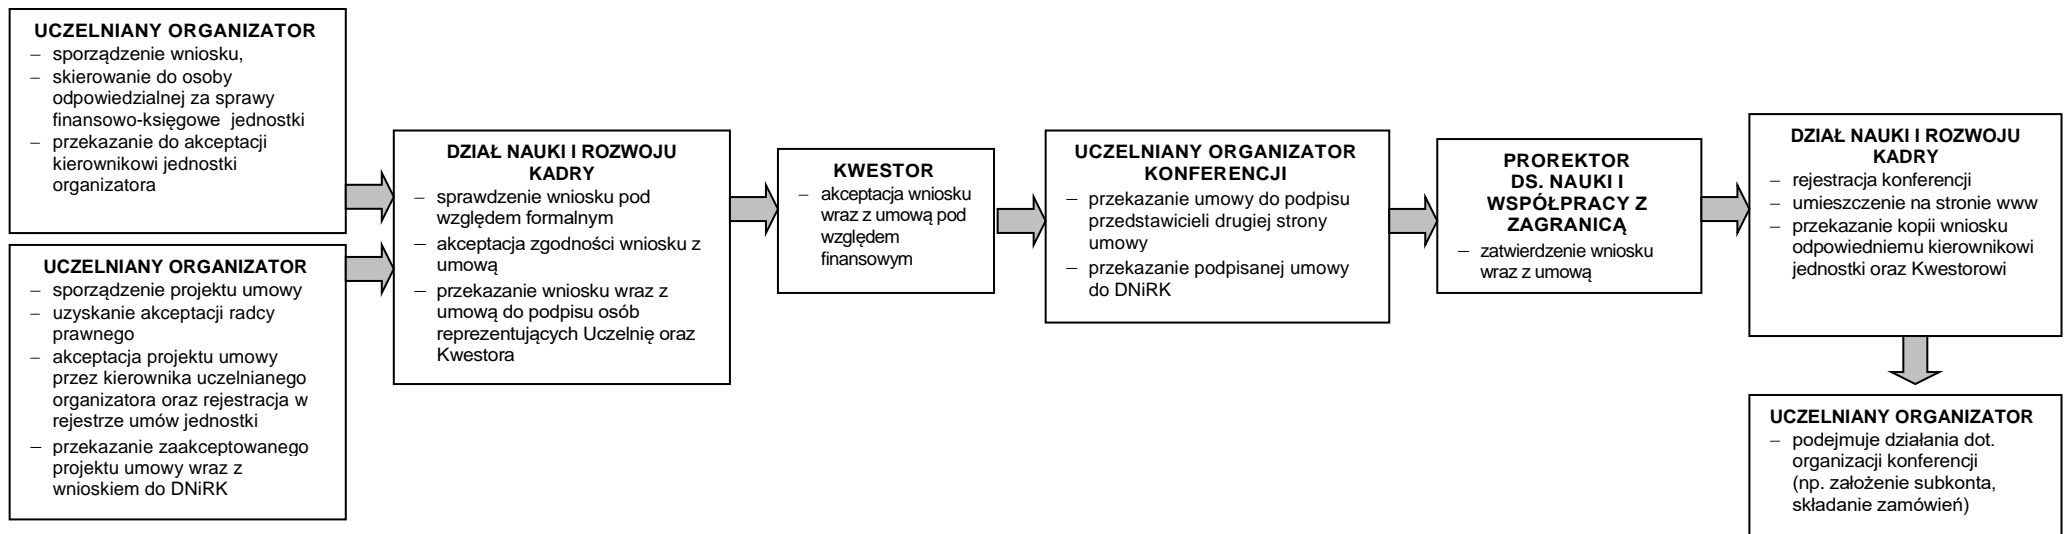 UCZELNIANY ORGANIZATOR
– sporządzenie wniosku,
– skierowanie do osoby
odpowiedzialnej za sprawy
finansowo-księgowe jednostki
– przekazanie do akceptacji
kierownikowi jednostki
organizatora
UCZELNIANY ORGANIZATOR
– sporządzenie projektu umowy
– uzyskanie akceptacji radcy
prawnego
– akceptacja projektu umowy
przez kierownika uczelnianego
organizatora oraz rejestracja w
rejestrze umów jednostki
– przekazanie zaakceptowanego
projektu umowy wraz z
wnioskiem do DNiRK
DZIAŁ NAUKI I ROZWOJU
KADRY
– sprawdzenie wniosku pod
względem formalnym
– akceptacja zgodności wniosku z
umową
– przekazanie wniosku wraz z
umową do podpisu osób
reprezentujących Uczelnię oraz
Kwestora
KWESTOR
– akceptacja wniosku
wraz z umową pod
względem
finansowym
UCZELNIANY ORGANIZATOR
KONFERENCJI
– przekazanie umowy do podpisu
przedstawicieli drugiej strony
umowy
– przekazanie podpisanej umowy
do DNiRK
PROREKTOR
DS. NAUKI I
WSPÓŁPRACY Z
ZAGRANICĄ
– zatwierdzenie wniosku
wraz z umową
DZIAŁ NAUKI I ROZWOJU
KADRY
– rejestracja konferencji
– umieszczenie na stronie www
– przekazanie kopii wniosku
odpowiedniemu kierownikowi
jednostki oraz Kwestorowi
UCZELNIANY ORGANIZATOR
– podejmuje działania dot.
organizacji konferencji
(np. założenie subkonta,
składanie zamówień)